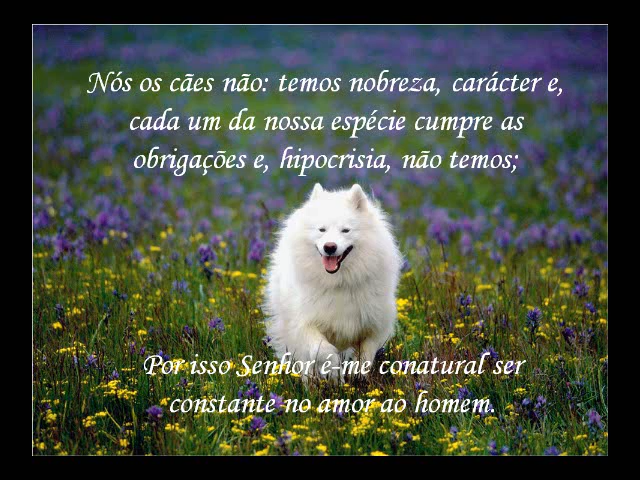 Nós os cães não: temos nobreza, carácter e,
cada um da nossa espécie cumpre as
obrigações e, hipocrisia, não temos;
Por isso Senhor é-me conatural ser
constante no amor ao homem.